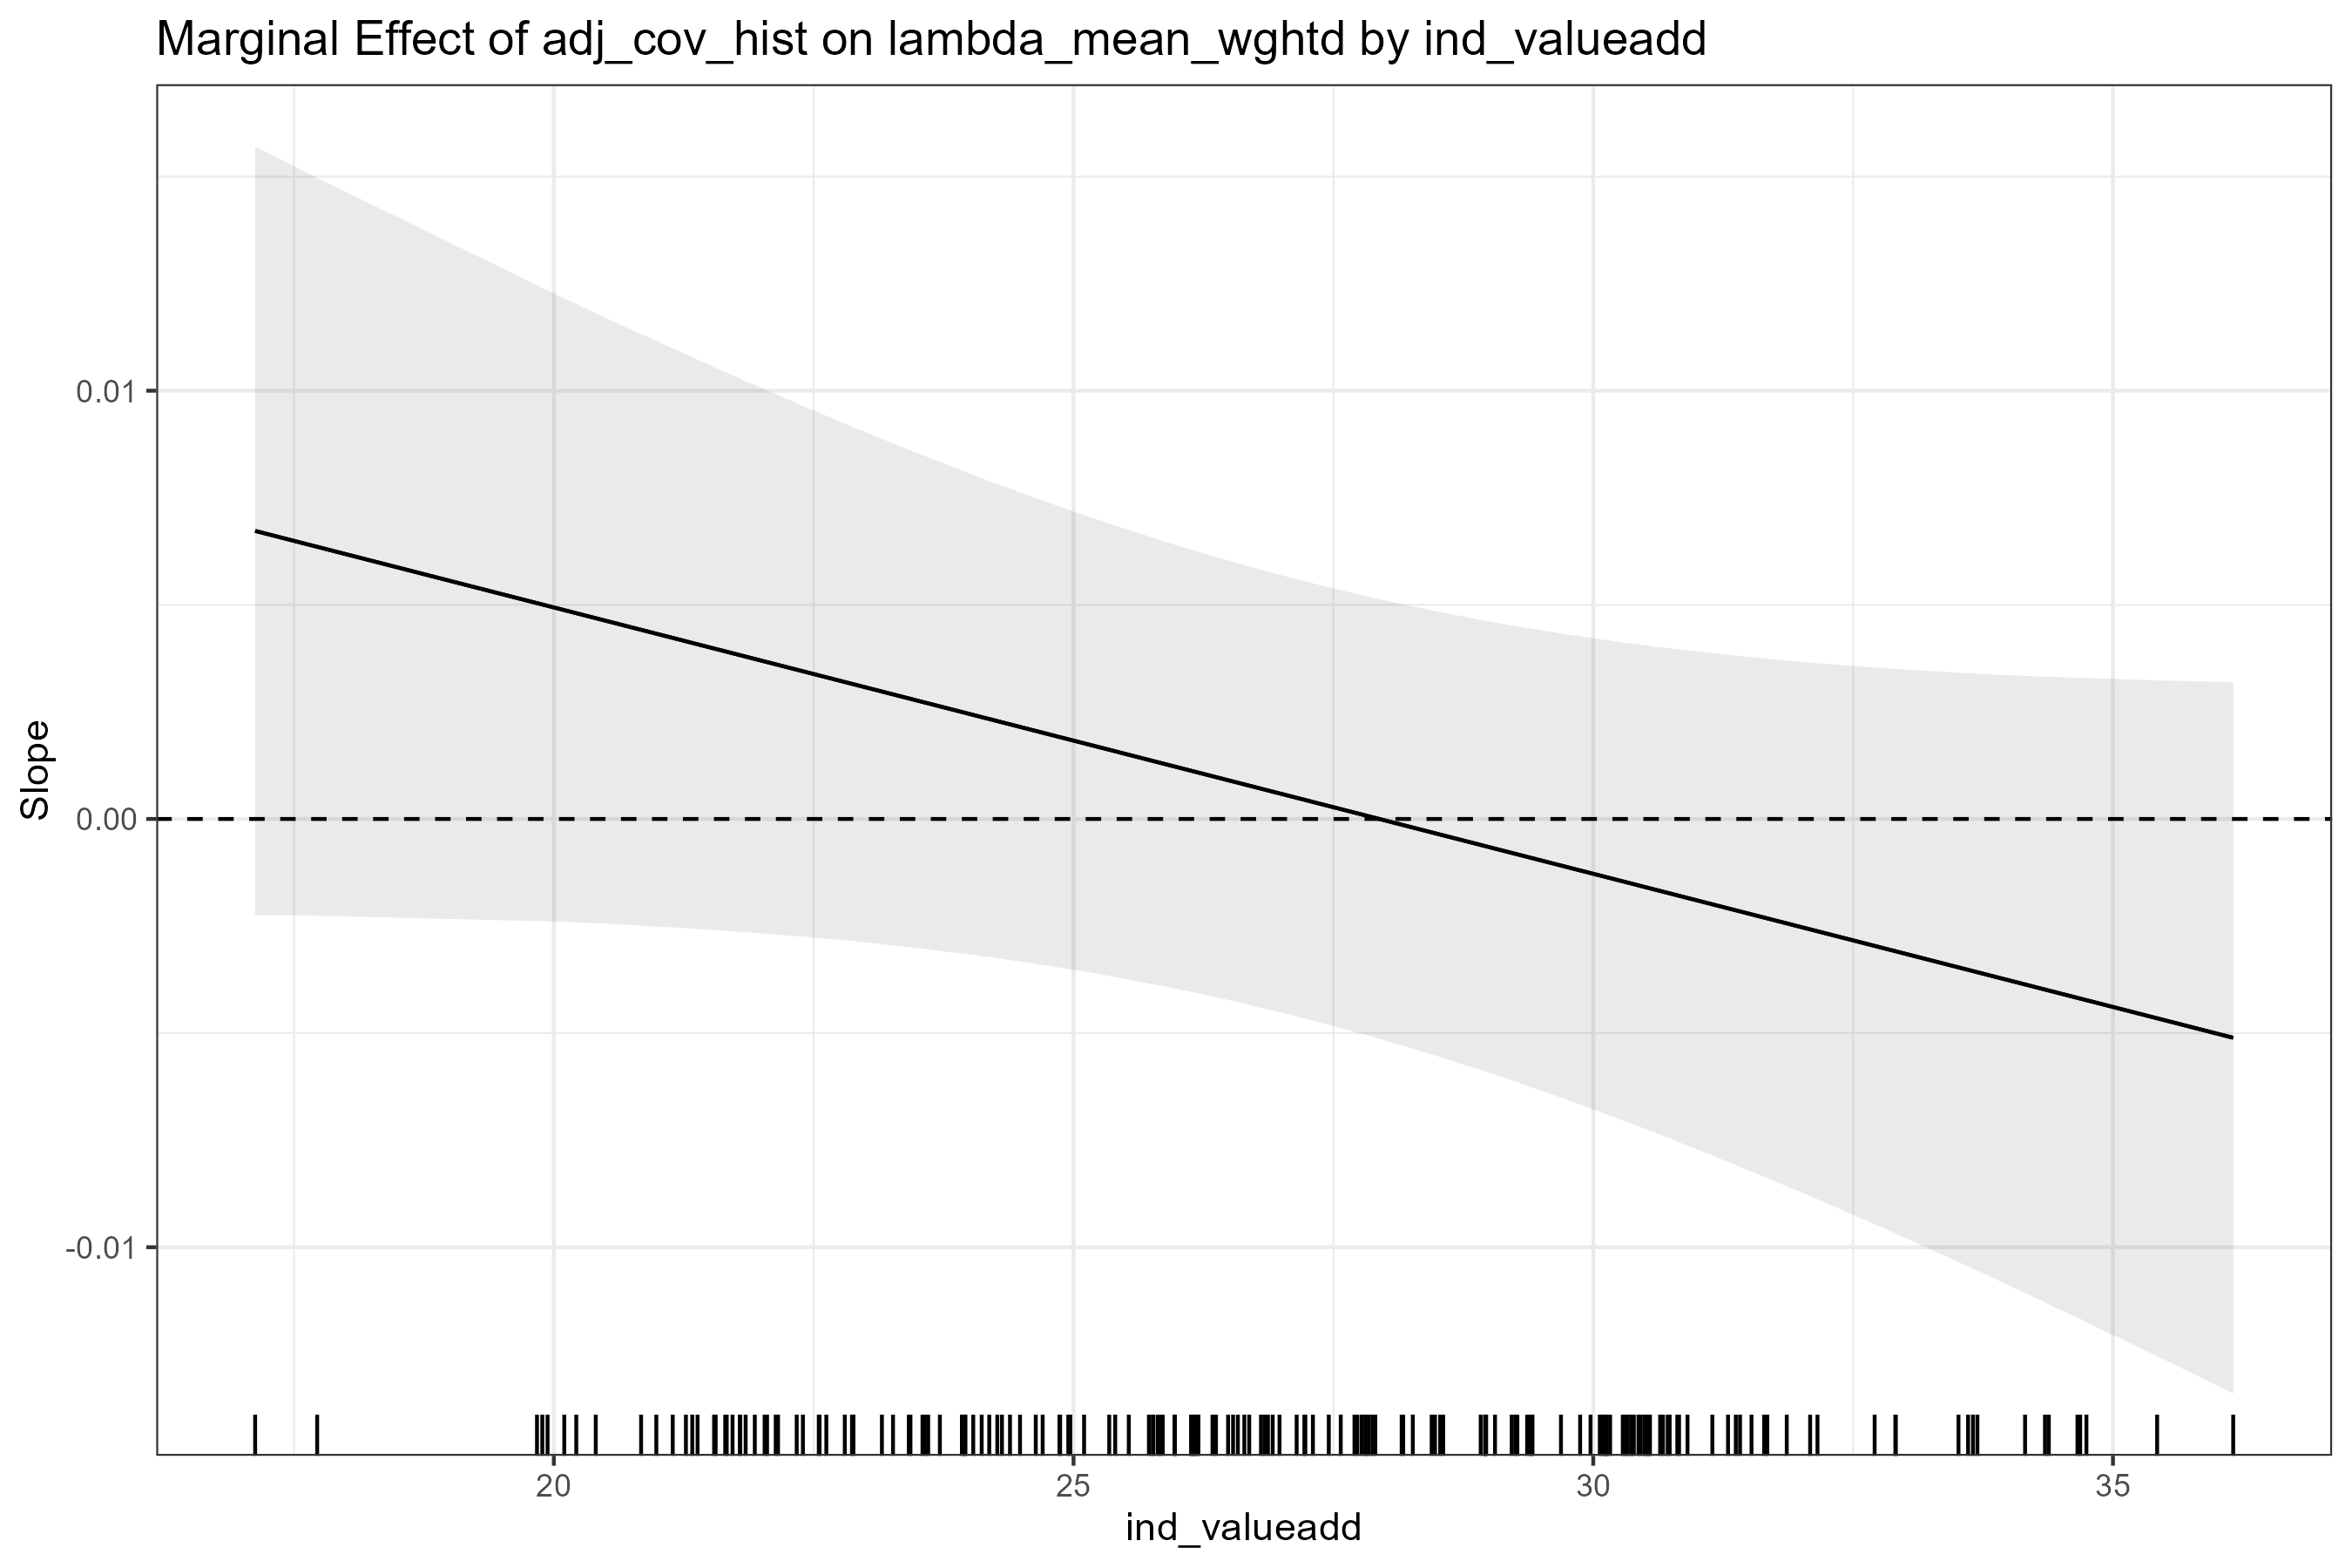 Marginal Effect of adj_cov_hist on lambda_mean_wghtd by ind_valueadd
Slope
0.01
0.00
-0.01
20
25
30
35
ind_valueadd